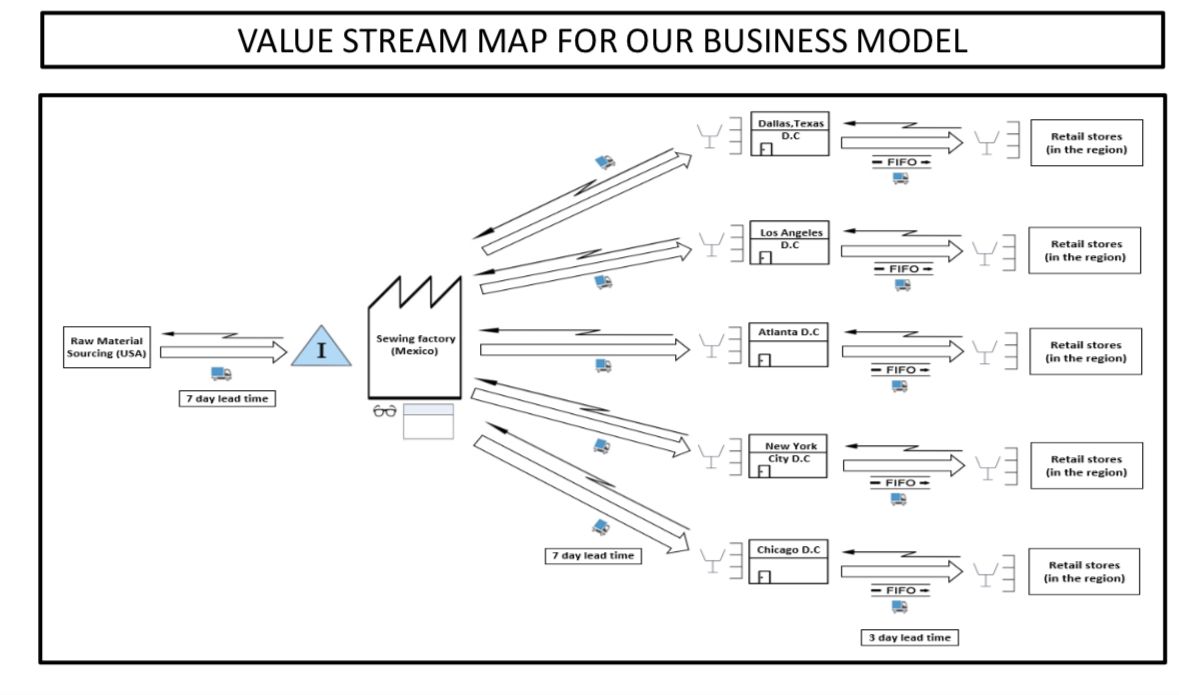 VALUE STREAM MAP FOR OUR BUSINESS MODEL
Raw Material
Sourcing (USA)
7 day lead time
I
Sewing factory
(Mexico)
7 day lead time
Dallas,Texas
D.C
FIFO
Retail stores
(in the region)
Los Angeles
D.C
FIFO
Retail stores
(in the region)
Atlanta D.C
FIFO
Retail stores
(in the region)
New York
City D.C
FIFO
Retail stores
(in the region)
Chicago D.C
FIFO
Retail stores
(in the region)
3 day lead time